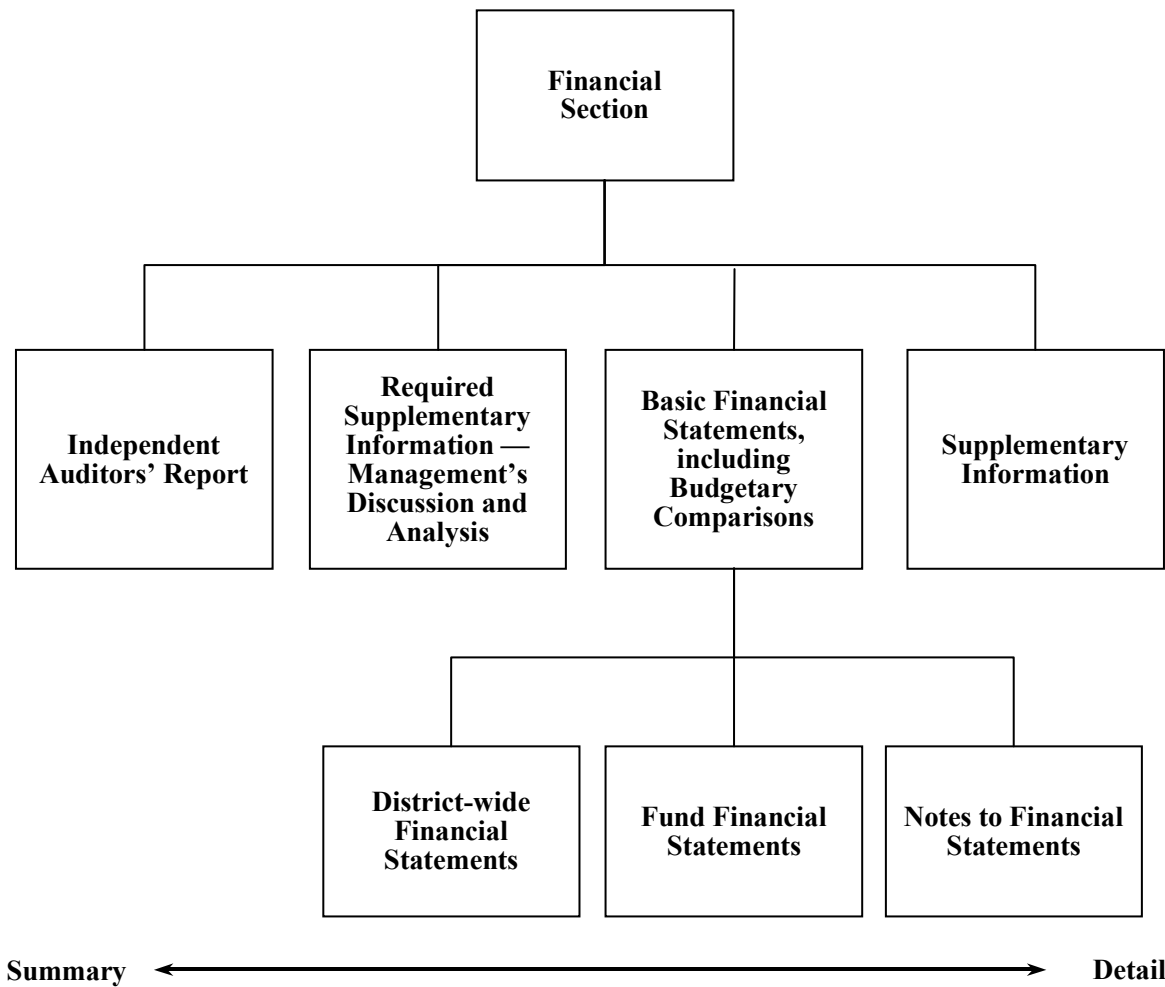 Financial
Section
Independent
Auditors’ Report
Required
Supplementary
Information —
Management’s
Discussion and
Analysis
Basic Financial
Statements,
including
Budgetary
Comparisons
Supplementary
Information
District-wide
Financial
Statements
Fund Financial
Statements
Notes to Financial
Statements
Summary
Detail